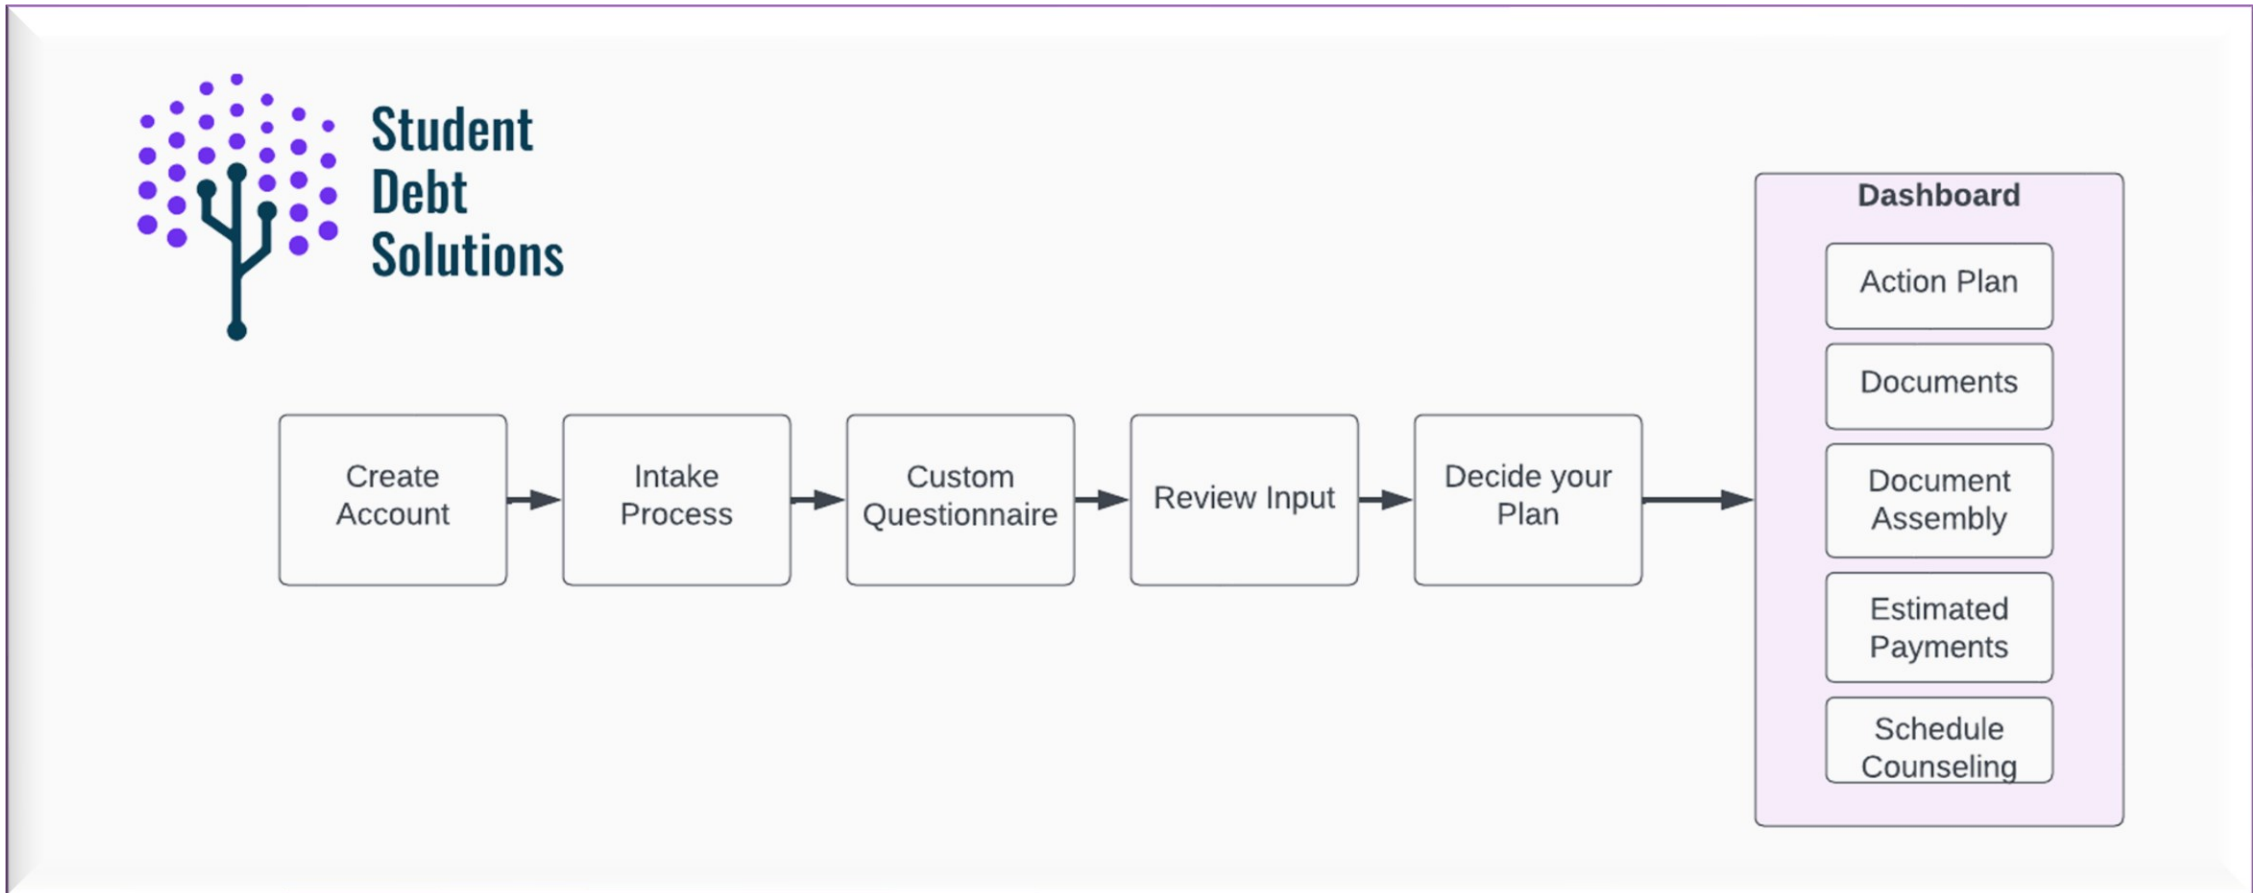 Student
Debt
Solutions
Create
Account
Intake
Process
Custom
Questionnaire
Review Input
Decide your
Plan
Dashboard
Action Plan
Documents
Document
Assembly
Estimated
Payments
Schedule
Counseling